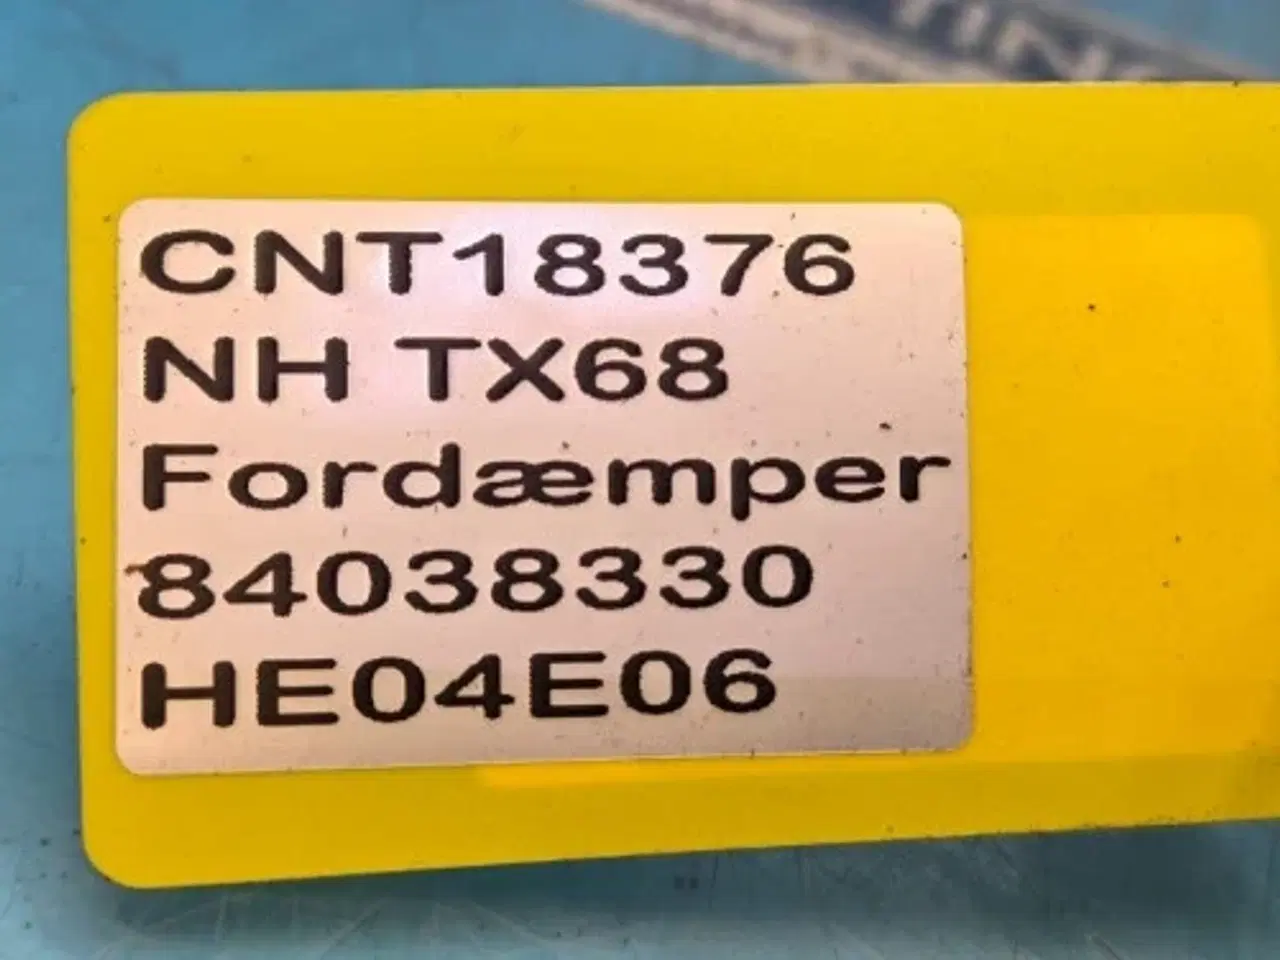 CNT18376
NH TX68
Fordæmper
84038330
HE04E06